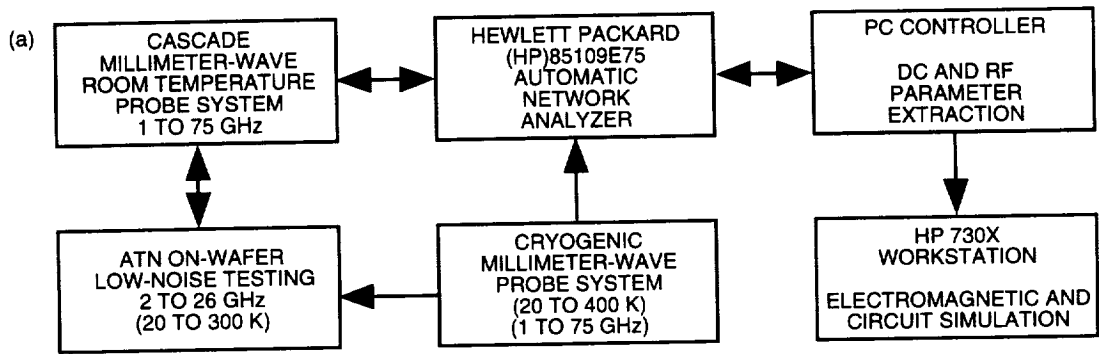 (a)
CASCADE
MILLIMETER-WAVE
ROOM TEMPERATURE
PROBE SYSTEM
1 TO 75 GHz
HEWLETT PACKARD
(HP)85109E75
AUTOMATIC
NETWORK
ANALYZER
PC CONTROLLER
DC AND RF
PARAMETER
EXTRACTION
ATN ON-WAFER
LOW-NOISE TESTING
2 TO 26 GHz
(20 TO 300 K)
CRYOGENIC
MILLIMETER-WAVE
PROBE SYSTEM
(20 TO 400 K)
(1 TO 75 GHz)
HP 730X
WORKSTATION
ELECTROMAGNETIC AND
CIRCUIT SIMULATION